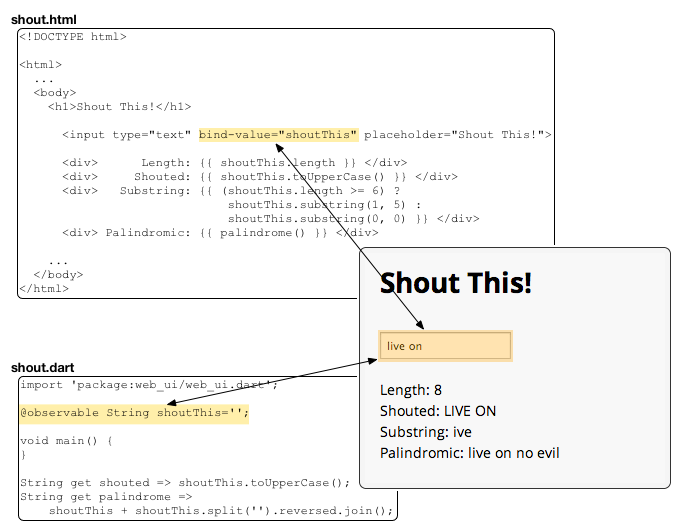 shout.html
<!DOCTYPE html>
<html>
...
<body>
<h1>Shout This!</h1>
<input type="text" bind-value="shoutThis" placeholder="Shout This!">
<div> Length: {{ shoutThis.length }} </div>
<div> Shouted: {{ shoutThis.toUpperCase() }} </div>
<div> Substring: {{ (shoutThis.length >= 6) ?
shoutThis.substring(1, 5) :
shoutThis.substring(0, 0) }} </div>
<div> Palindromic: {{ palindrome() }} </div>
...
</body>
</html>
Shout This!
live on
Length: 8
Shouted: LIVE ON
Substring: ive
Palindromic: live on no evil
shout.dart
import 'package:web_ui/web_ui.dart';
@observable String shoutThis='';
void main() {
}
String get shouted => shoutThis.toUpperCase();
String get palindrome =>
shoutThis + shoutThis.split('').reversed.join();